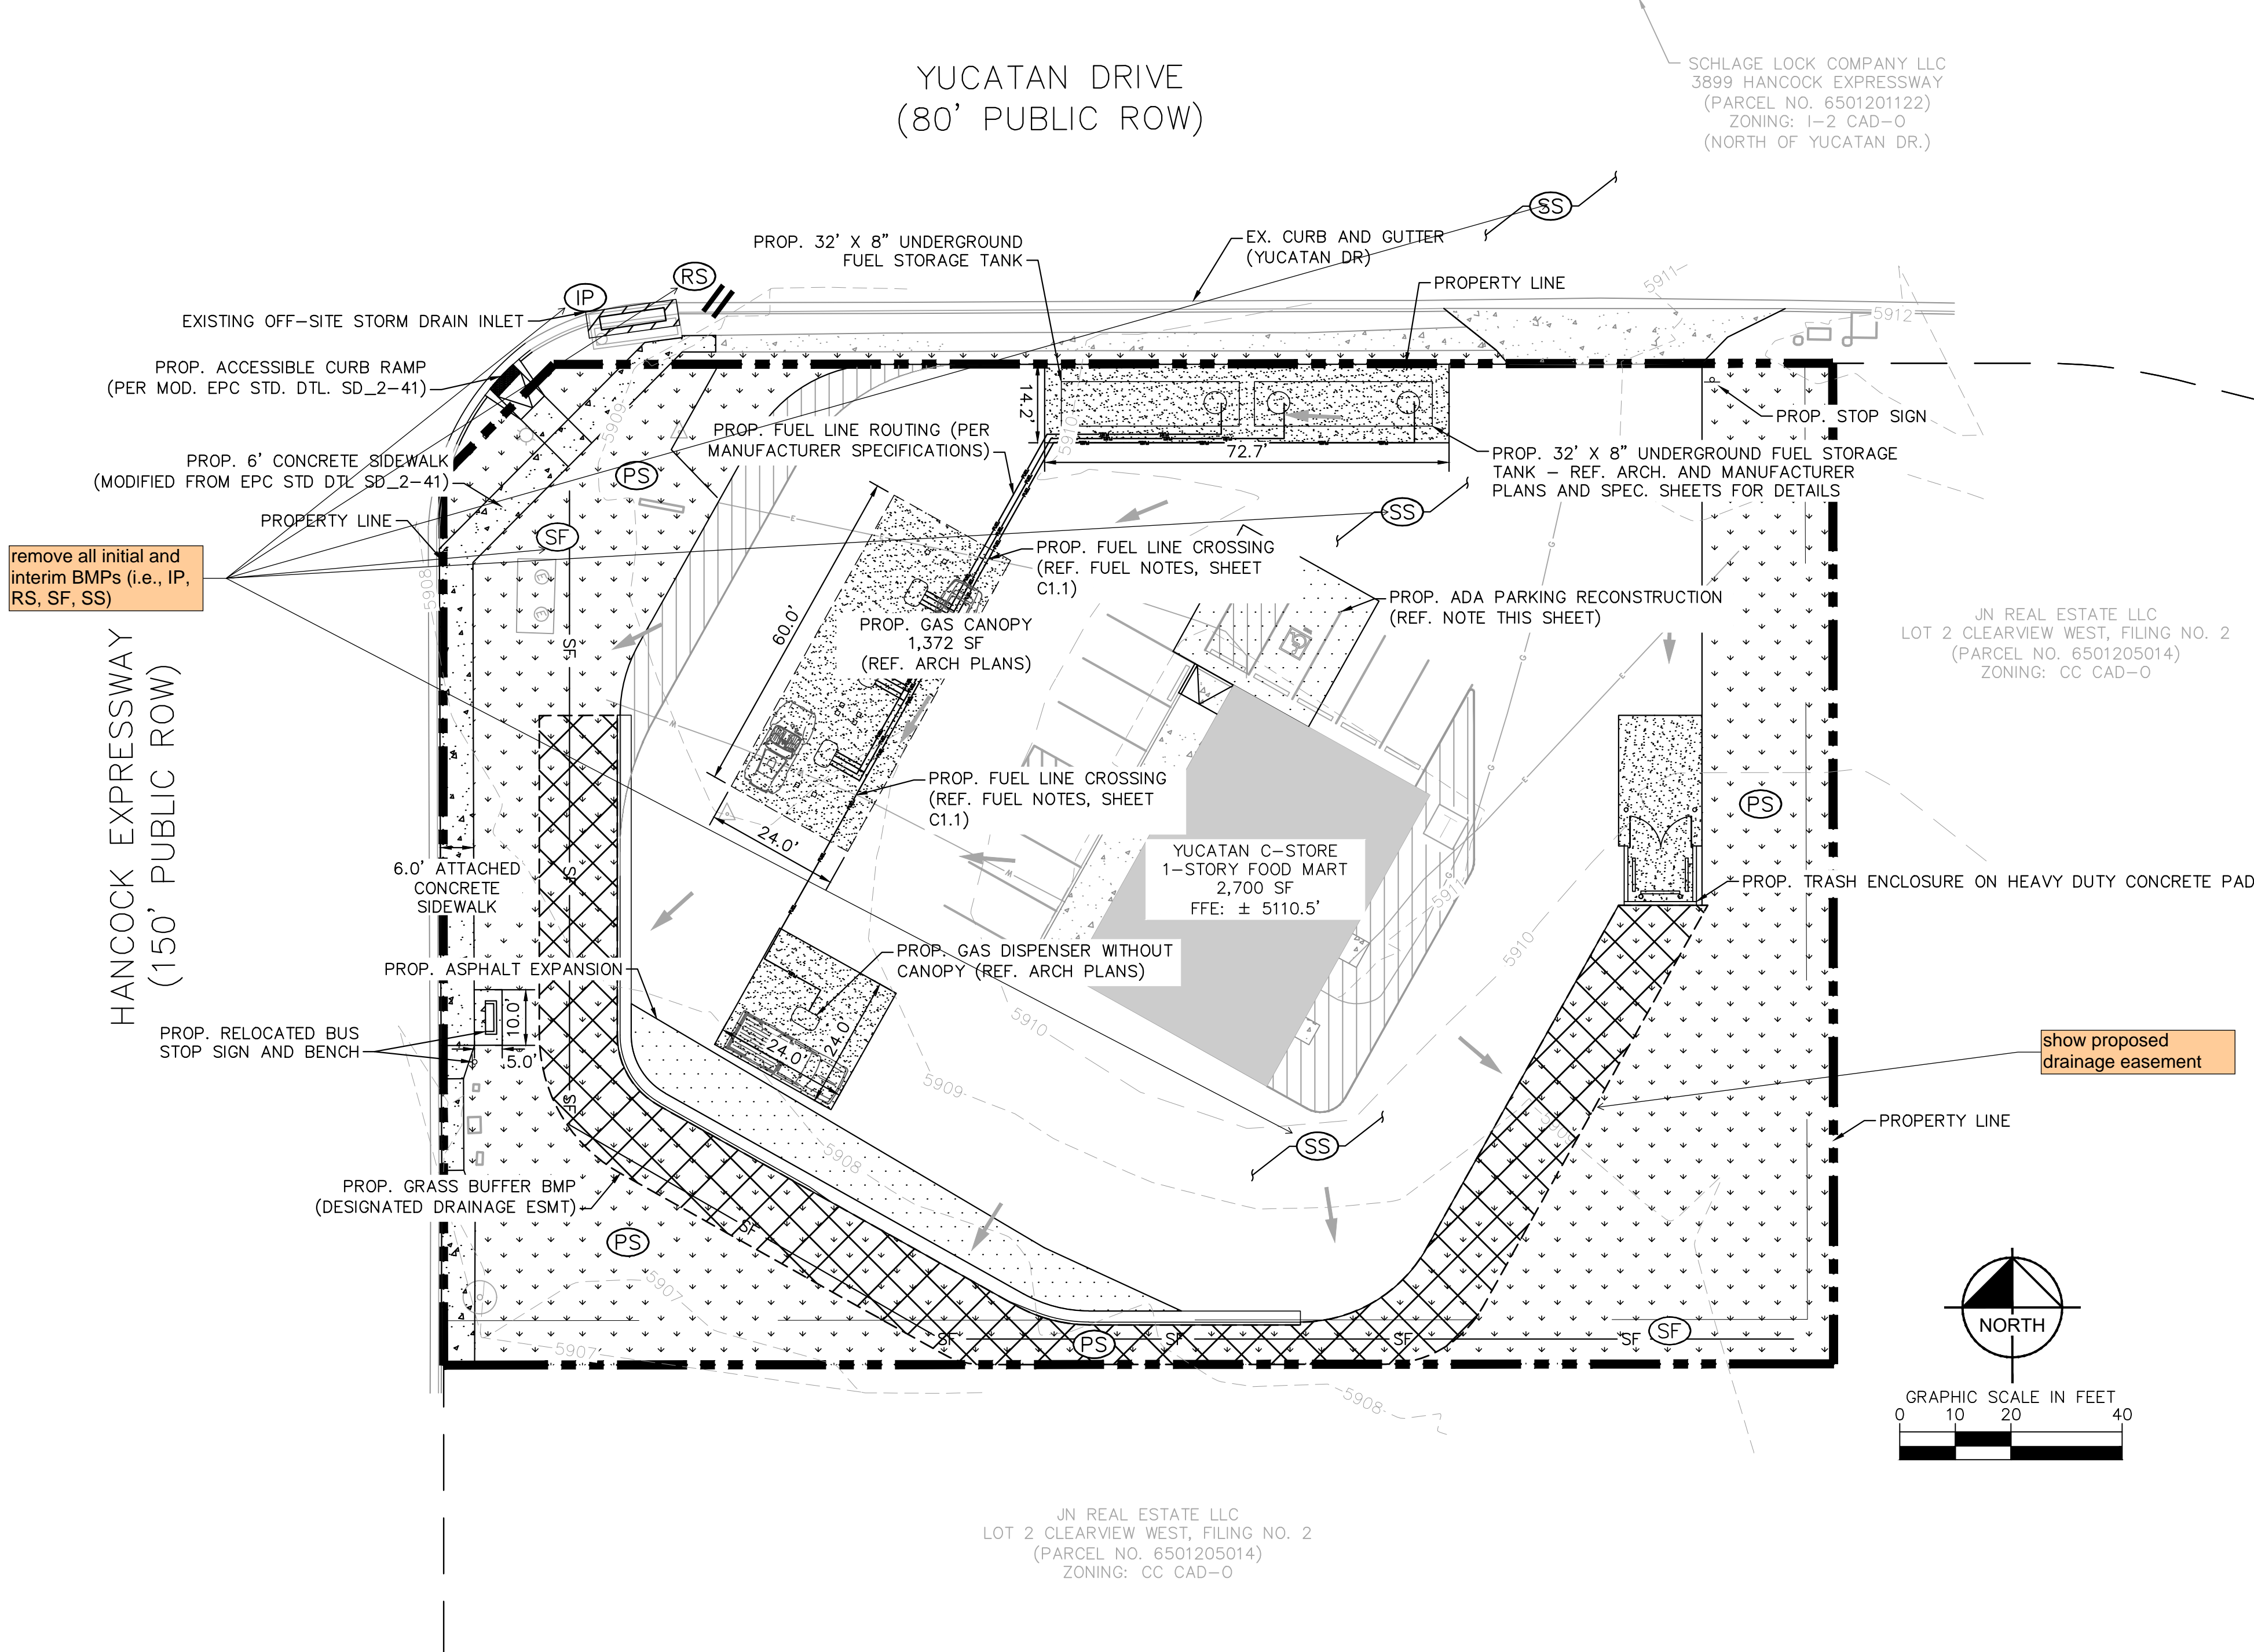 YUCATAN DRIVE
(80' PUBLIC ROW)
SCHLAGE LOCK COMPANY LLC
3899 HANCOCK EXPRESSWAY
(PARCEL NO. 6501201122)
ZONING: I-2 CAD-O
(NORTH OF YUCATAN DR.)
SS
PROP. 32' X 8" UNDERGROUND
FUEL STORAGE TANK
EX. CURB AND GUTTER
(YUCATAN DR)
PROPERTY LINE
RS
IP
EXISTING OFF-SITE STORM DRAIN INLET
5911
5912
PROP. ACCESSIBLE CURB RAMP
(PER MOD. EPC STD. DTL. SD_2-41)
14.2'
5909
5910
PROP. STOP SIGN
PROP. FUEL LINE ROUTING (PER
MANUFACTURER SPECIFICATIONS)
72.7'
PROP. 32' X 8" UNDERGROUND FUEL STORAGE
TANK - REF. ARCH. AND MANUFACTURER
PLANS AND SPEC. SHEETS FOR DETAILS
PROP. 6' CONCRETE SIDEWALK
(MODIFIED FROM EPC STD DTL SD_2-41)
PS
SS
PROPERTY LINE
SF
E
G
remove all initial and
interim BMPs (i.e., IP,
RS, SF, SS)
5908
E
E
PROP. FUEL LINE CROSSING
(REF. FUEL NOTES, SHEET
C1.1)
PROP. ADA PARKING RECONSTRUCTION
(REF. NOTE THIS SHEET)
60.0'
PROP. GAS CANOPY
1,372 SF
(REF. ARCH PLANS)
SF
G
E
JN REAL ESTATE LLC
LOT 2 CLEARVIEW WEST, FILING NO. 2
(PARCEL NO. 6501205014)
ZONING: CC CAD-O
HANCOCK EXPRESSWAY
(150' PUBLIC ROW)
W
G
E
PROP. FUEL LINE CROSSING
(REF. FUEL NOTES, SHEET
C1.1)
PS
24.0'
T
YUCATAN C-STORE
1-STORY FOOD MART
2,700 SF
FFE: ± 5110.5'
6.0' ATTACHED
CONCRETE
SIDEWALK
SF
W
G
5911
PROP. TRASH ENCLOSURE ON HEAVY DUTY CONCRETE PAD
PROP. GAS DISPENSER WITHOUT
CANOPY (REF. ARCH PLANS)
PROP. ASPHALT EXPANSION
5910
10.0'
5.0'
24.0'
24.0'
5910
PROP. RELOCATED BUS
STOP SIGN AND BENCH
show proposed
drainage easement
5909
SF
SS
PROPERTY LINE
5908
PROP. GRASS BUFFER BMP
(DESIGNATED DRAINAGE ESMT)
SF
PS
5907
SF
PS
SF
SF
SF
SF
5907
5908
NORTH
GRAPHIC SCALE IN FEET
0 10 20 40
JN REAL ESTATE LLC
LOT 2 CLEARVIEW WEST, FILING NO. 2
(PARCEL NO. 6501205014)
ZONING: CC CAD-O